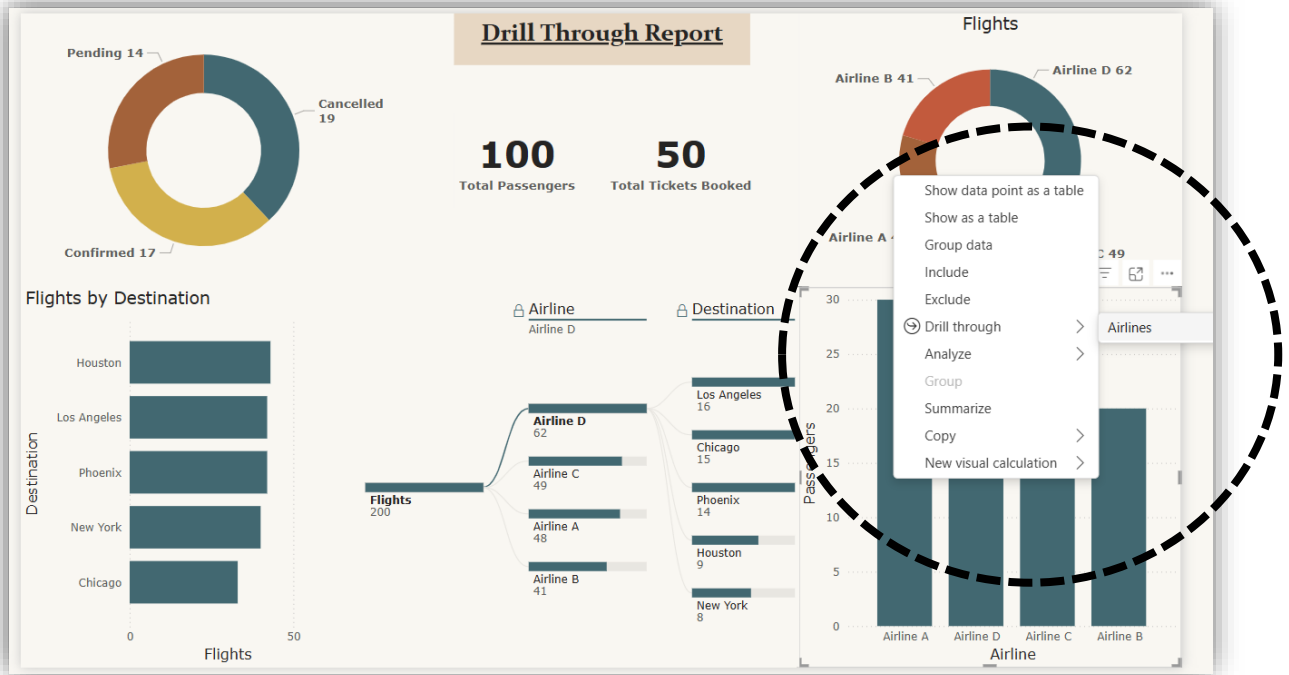 Drill Through Report
Pending 14
Cancelled
19
Confirmed 17
100
Total Passengers
50
Total Tickets Booked
Flights
Airline B 41
Airline D 62
Airline A
C 49
Show data point as a table
Show as a table
Group data
Include
Exclude
Drill through
Airlines
Analyze
Group
Summarize
Copy
New visual calculation
Flights by Destination
Destination
Houston
Los Angeles
Phoenix
New York
Chicago
0
50
Flights
Airline
Airline D
Destination
Flights
200
Airline D
62
Airline C
49
Airline A
48
Airline B
41
Los Angeles
16
Chicago
15
Phoenix
14
Houston
9
New York
8
Passengers
30
25
20
15
10
5
0
Airline A
Airline D
Airline C
Airline B
Airline